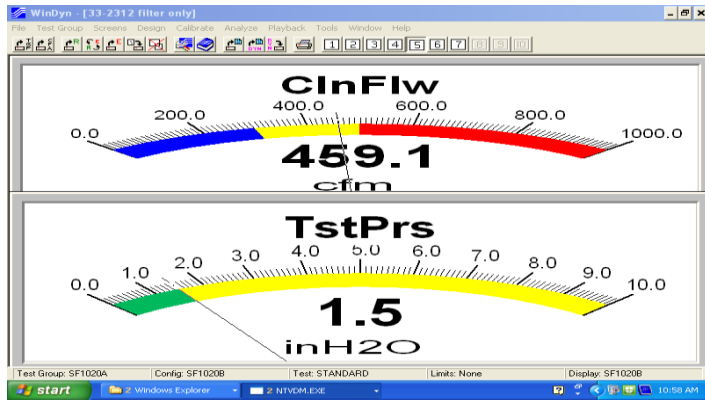 WinDyn - [33-2312 filter only]
File Test Group Screens Design Calibrate Analyze Playback Tools Window Help
1 2 3 4 5 6 7 8 9 10
ClnFlw
0.0 200.0 400.0 600.0 800.0 1000.0
459.1
cfm
TstPrs
0.0 1.0 2.0 3.0 4.0 5.0 6.0 7.0 8.0 9.0 10.0
1.5
inH2O
Test Group: SF1020A Config: SF1020B Test: STANDARD Limits: None Display: SF1020B
start 2 Windows Explorer 2 NTVDM.EXE 10:58 AM